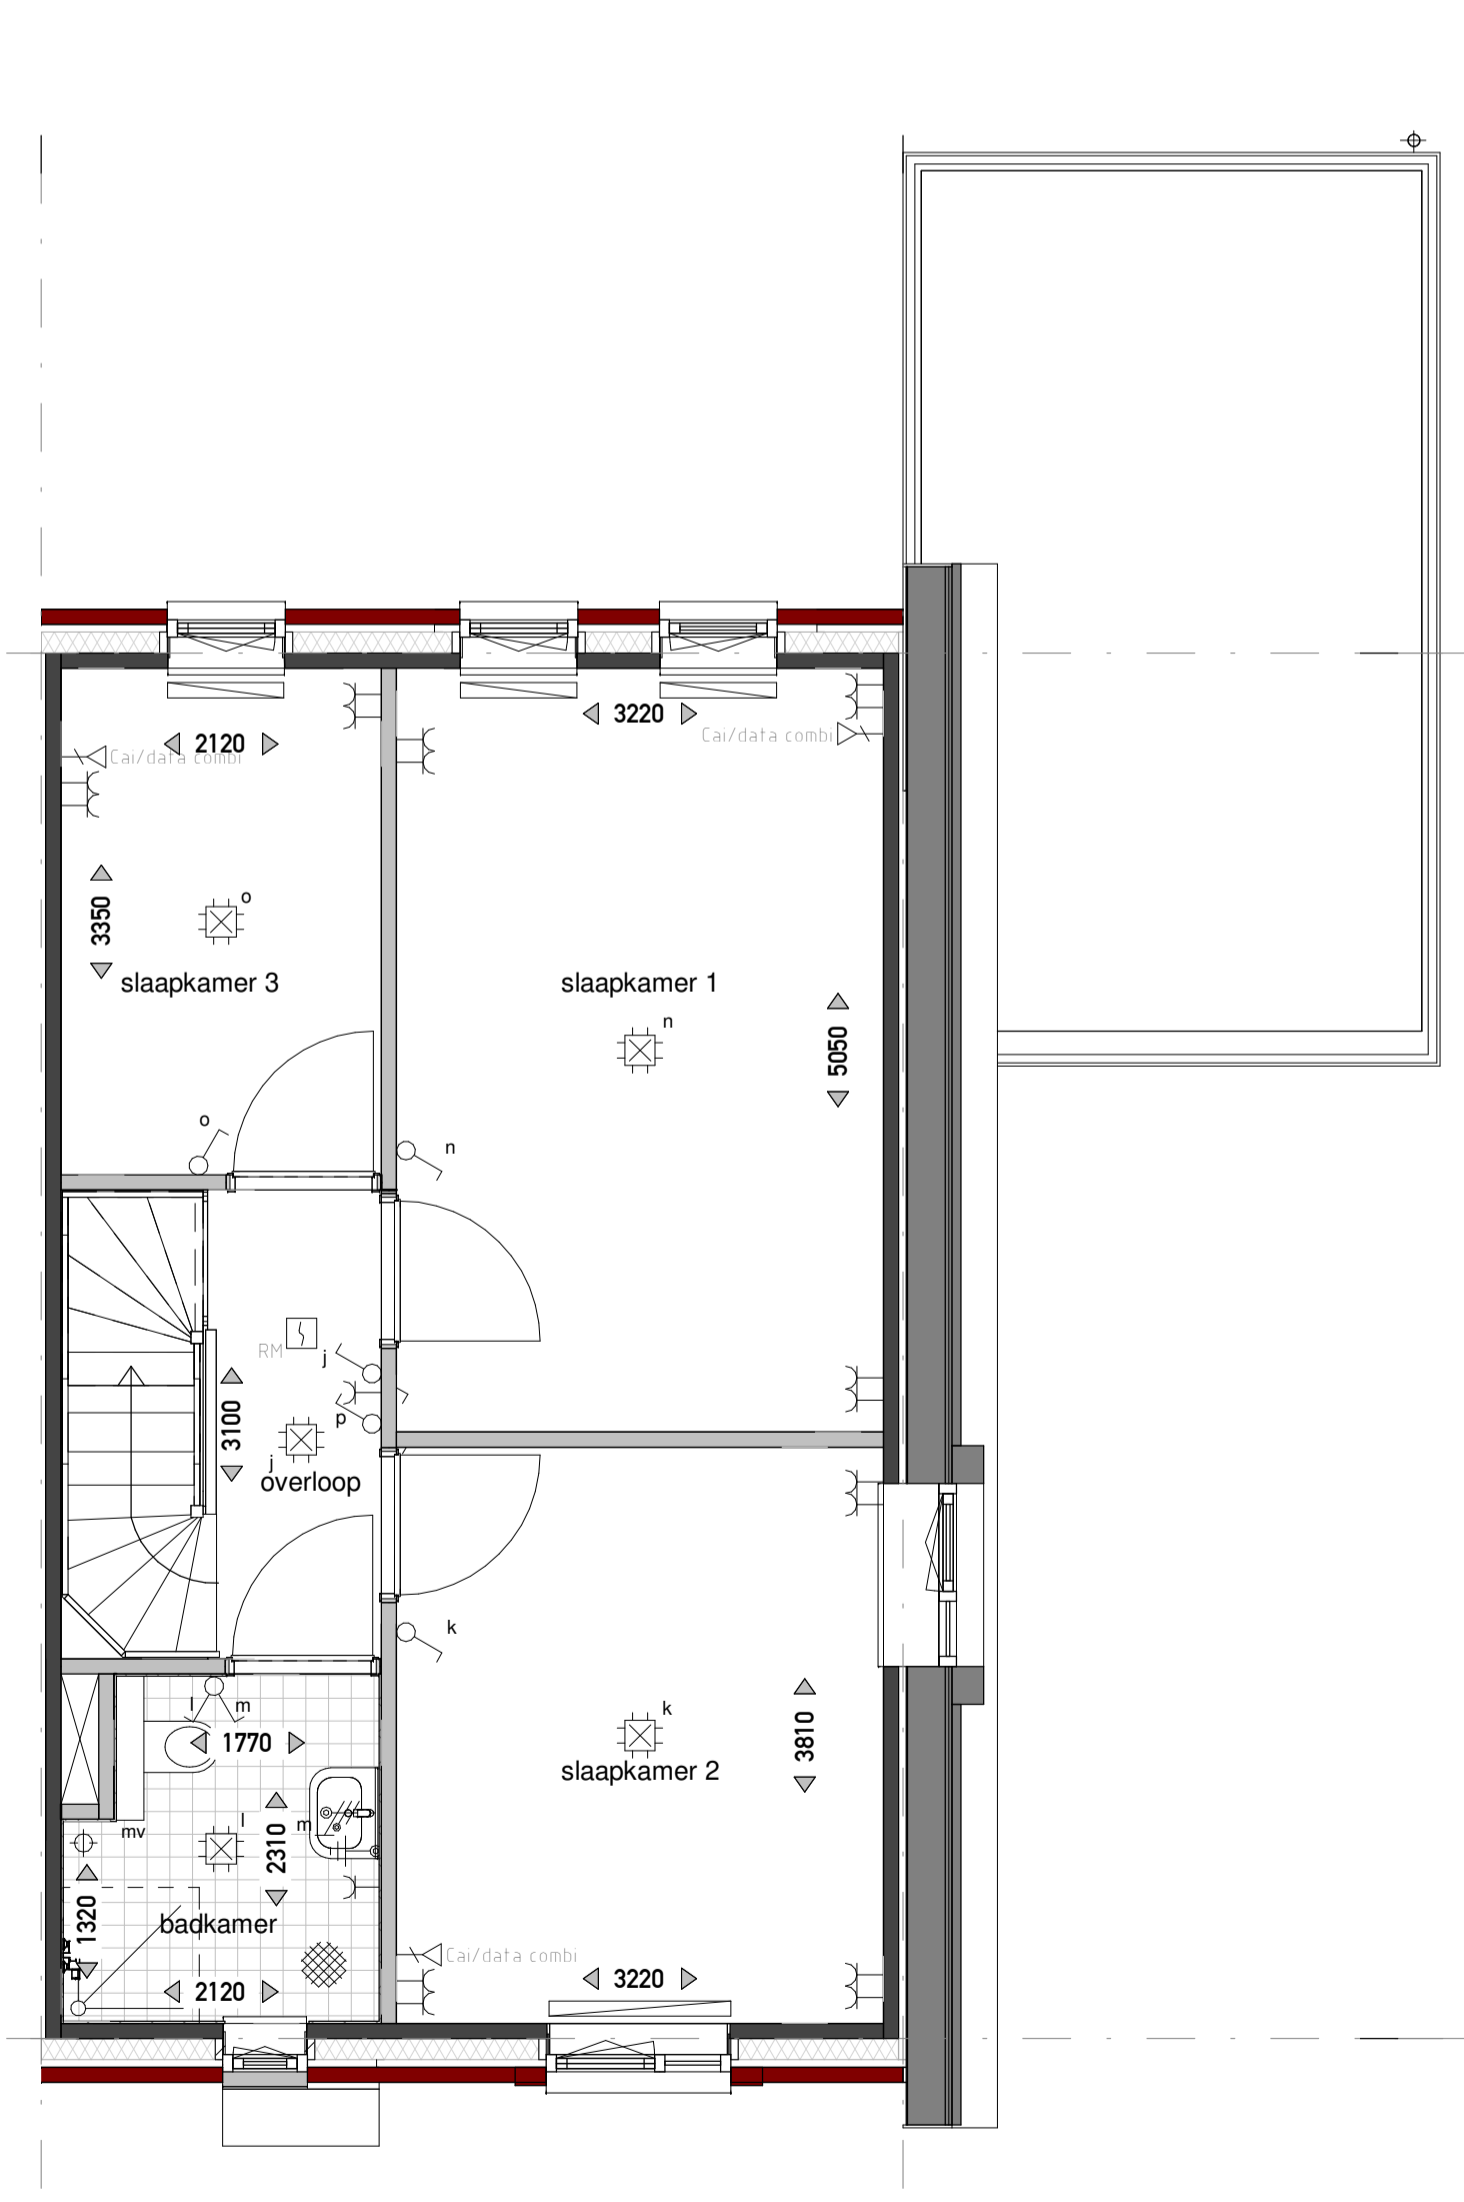 3220
Cai/data combi
2120
Cai/data combi
o
3350
slaapkamer 3
slaapkamer 1
n
5050
o
n
RM
j
p
3100
j
overloop
k
l
m
1770
k
3810
slaapkamer 2
l
m
mv
2310
1320
badkamer
Cai/data combi
2120
3220